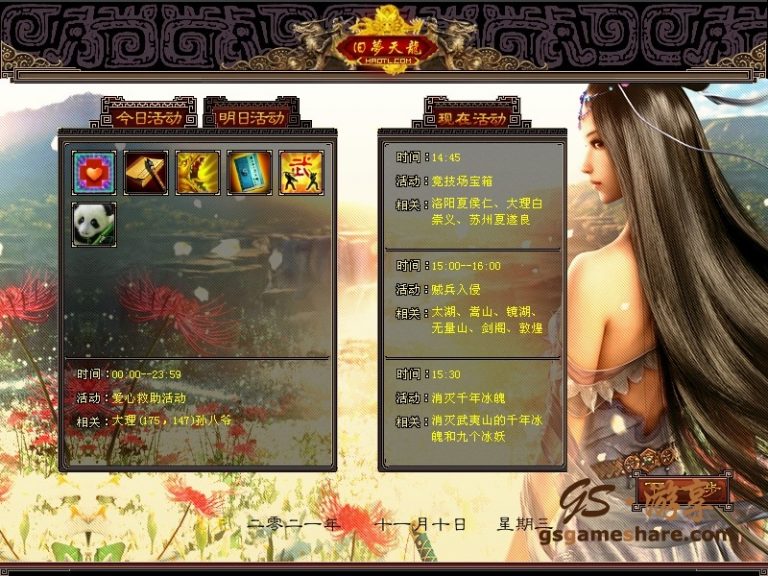 旧夢天龍
HAOTL.COM
今日活动
明日活动
现在活动
武
时间：14:45
活动：竞技场宝箱
相关：洛阳夏侯仁、大理白
崇义、苏州夏遂良
时间：15:00--16:00
活动：贼兵入侵
相关：太湖、嵩山、镜湖、
无量山、剑阁、敦煌
时间：00:00--23:59
活动：爱心救助活动
相关：大理(175，147)孙八爷
时间：15:30
活动：消灭千年冰魄
相关：消灭武夷山的千年冰
魄和九个冰妖
二零二一年 十一月十日 星期三
GS·游享
gsgameshare.com